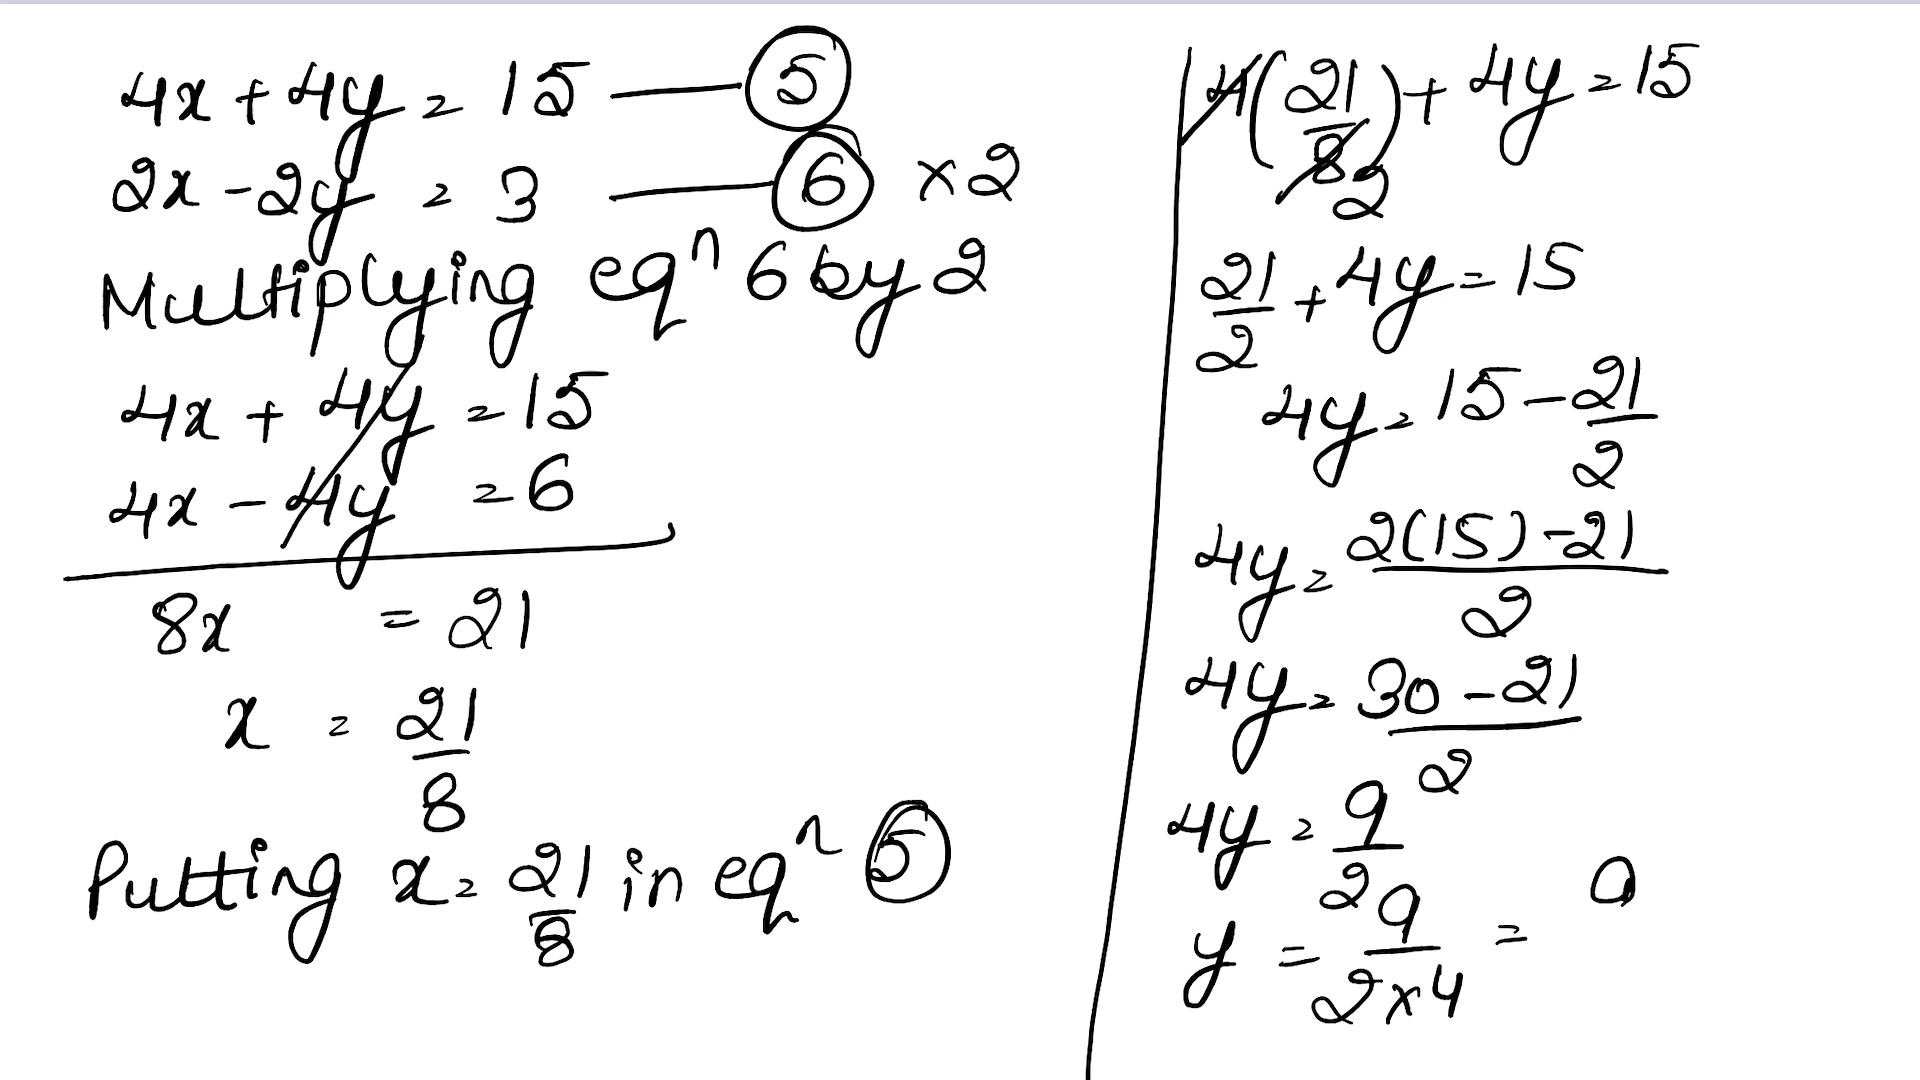 4x + 4y = 15 —— 5
2x - 2y = 3 —— 6 × 2
Multiplying eqⁿ 6 by 2
4x + 4y = 15
4x - 4y = 6
8x = 21
x = 21/8
Putting x = 21/8 in eqⁿ 5
4(21/8) + 4y = 15
2
21/2 + 4y = 15
4y = 15 - 21/2
4y = 2(15) - 21/2
4y = 30 - 21/2
4y = 9/2
y = 9/2×4 =